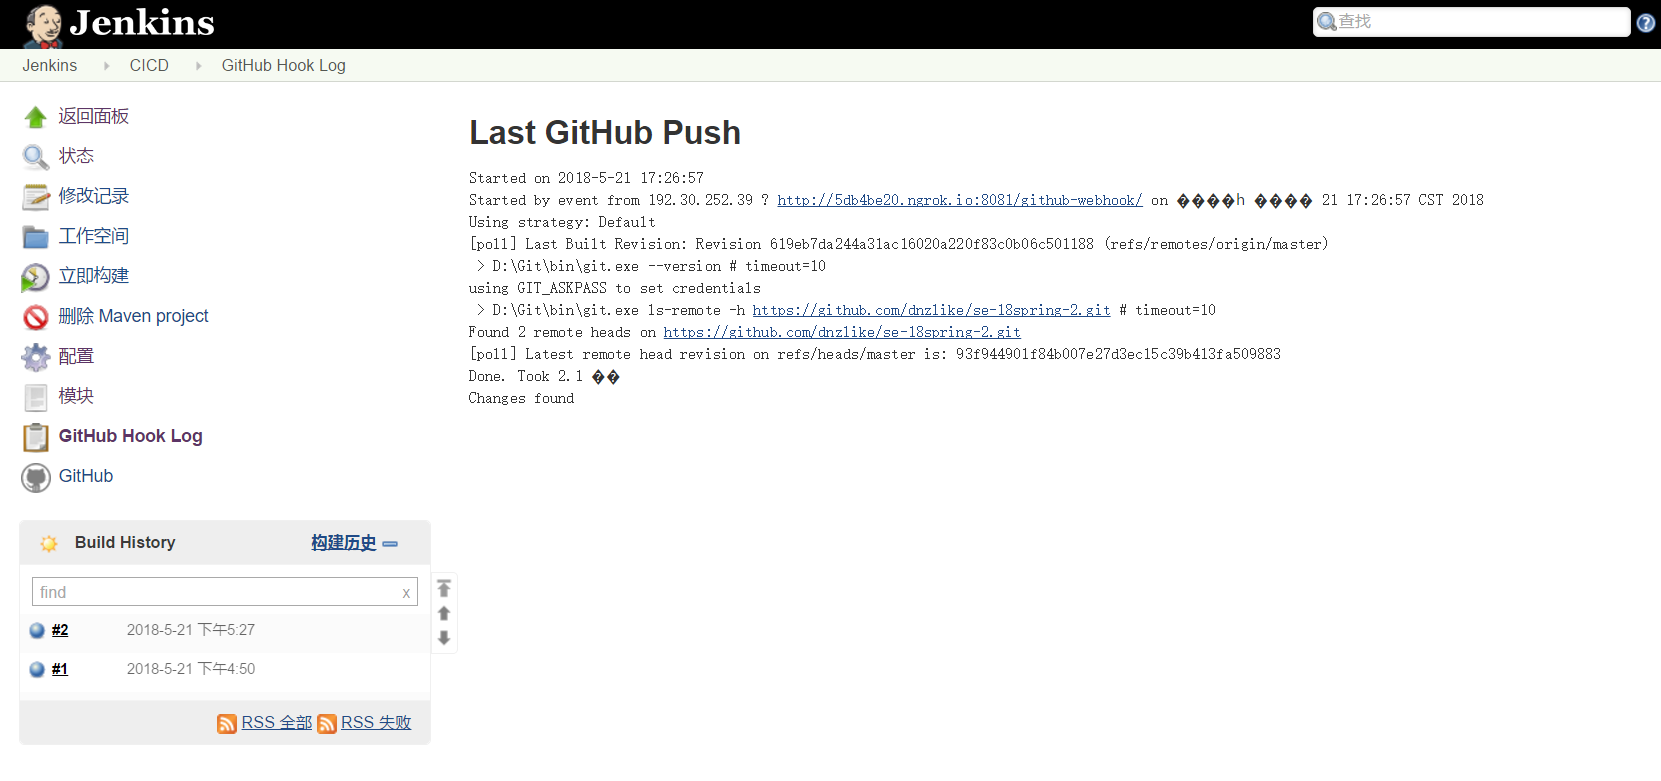 Jenkins
查找
Jenkins CICD GitHub Hook Log
返回面板
状态
修改记录
工作空间
立即构建
删除 Maven project
配置
模块
GitHub Hook Log
GitHub
Build History 构建历史
find x
#2 2018-5-21 下午5:27
#1 2018-5-21 下午4:50
RSS 全部 RSS 失败
Last GitHub Push
Started on 2018-5-21 17:26:57
Started by event from 192.30.252.39 ? http://5db4be20.ngrok.io:8081/github-webhook/ on ����h ���� 21 17:26:57 CST 2018
Using strategy: Default
[poll] Last Built Revision: Revision 619eb7da244a31ac16020a220f83c0b06c501188 (refs/remotes/origin/master)
> D:\Git\bin\git.exe --version # timeout=10
using GIT_ASKPASS to set credentials
> D:\Git\bin\git.exe ls-remote -h https://github.com/dnzlike/se-18spring-2.git # timeout=10
Found 2 remote heads on https://github.com/dnzlike/se-18spring-2.git
[poll] Latest remote head revision on refs/heads/master is: 93f944901f84b007e27d3ec15c39b413fa509883
Done. Took 2.1 ��
Changes found